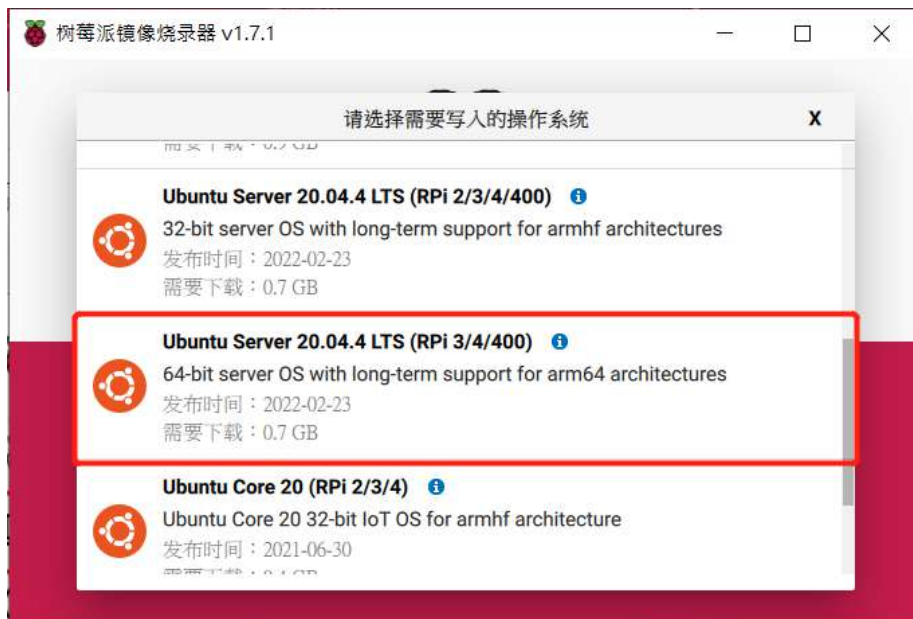 树莓派镜像烧录器 v1.7.1
请选择需要写入的操作系统
X
Ubuntu Server 20.04.4 LTS (RPi 2/3/4/400)
32-bit server OS with long-term support for armhf architectures
发布时间：2022-02-23
需要下载：0.7 GB
Ubuntu Server 20.04.4 LTS (RPi 3/4/400)
64-bit server OS with long-term support for arm64 architectures
发布时间：2022-02-23
需要下载：0.7 GB
Ubuntu Core 20 (RPi 2/3/4)
Ubuntu Core 20 32-bit IoT OS for armhf architecture
发布时间：2021-06-30